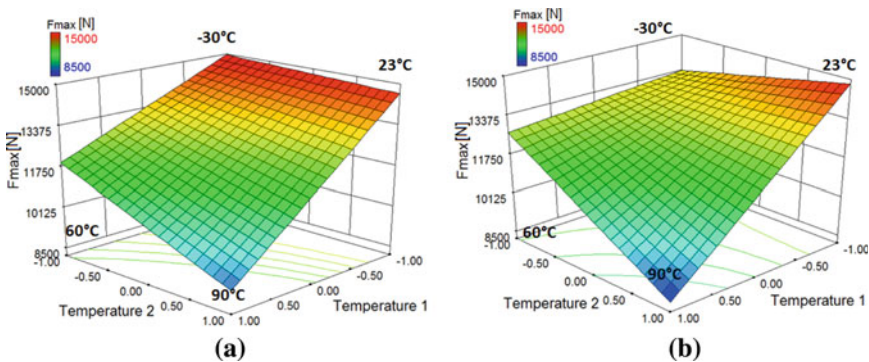 Fmax [N]
15000
8500
-30°C
23°C
15000
13375
11750
10125
8500
Fmax[N]
60°C
90°C
-1.00
-0.50
0.00
0.50
1.00
Temperature 2
1.00
0.50
0.00
-0.50
-1.00
Temperature 1
(a)
Fmax [N]
15000
8500
-30°C
23°C
15000
13375
11750
10125
8500
Fmax[N]
60°C
90°C
-1.00
-0.50
0.00
0.50
1.00
Temperature 2
1.00
0.50
0.00
-0.50
-1.00
Temperature 1
(b)